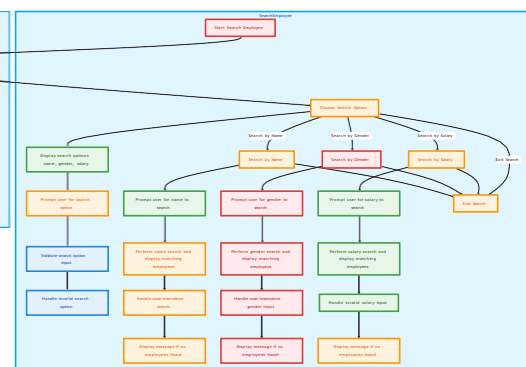 SearchEmployee
Start Search Employee
Choose Search Option
Search by Name
Search by Gender
Search by Salary
Exit Search
Display search options
name, gender, salary
Search by Name
Search by Gender
Search by Salary
Prompt user for search
option
Prompt user for name to
search
Prompt user for gender to
search
Prompt user for salary to
search
End Search
Validate search option
input
Perform name search and
display matching
employees
Perform gender search and
display matching
employees
Perform salary search and
display matching
employees
Handle invalid search
option
Handle case-insensitive
search
Handle case-insensitive
gender input
Handle invalid salary input
Display message if no
employees found
Display message if no
employees found
Display message if no
employees found